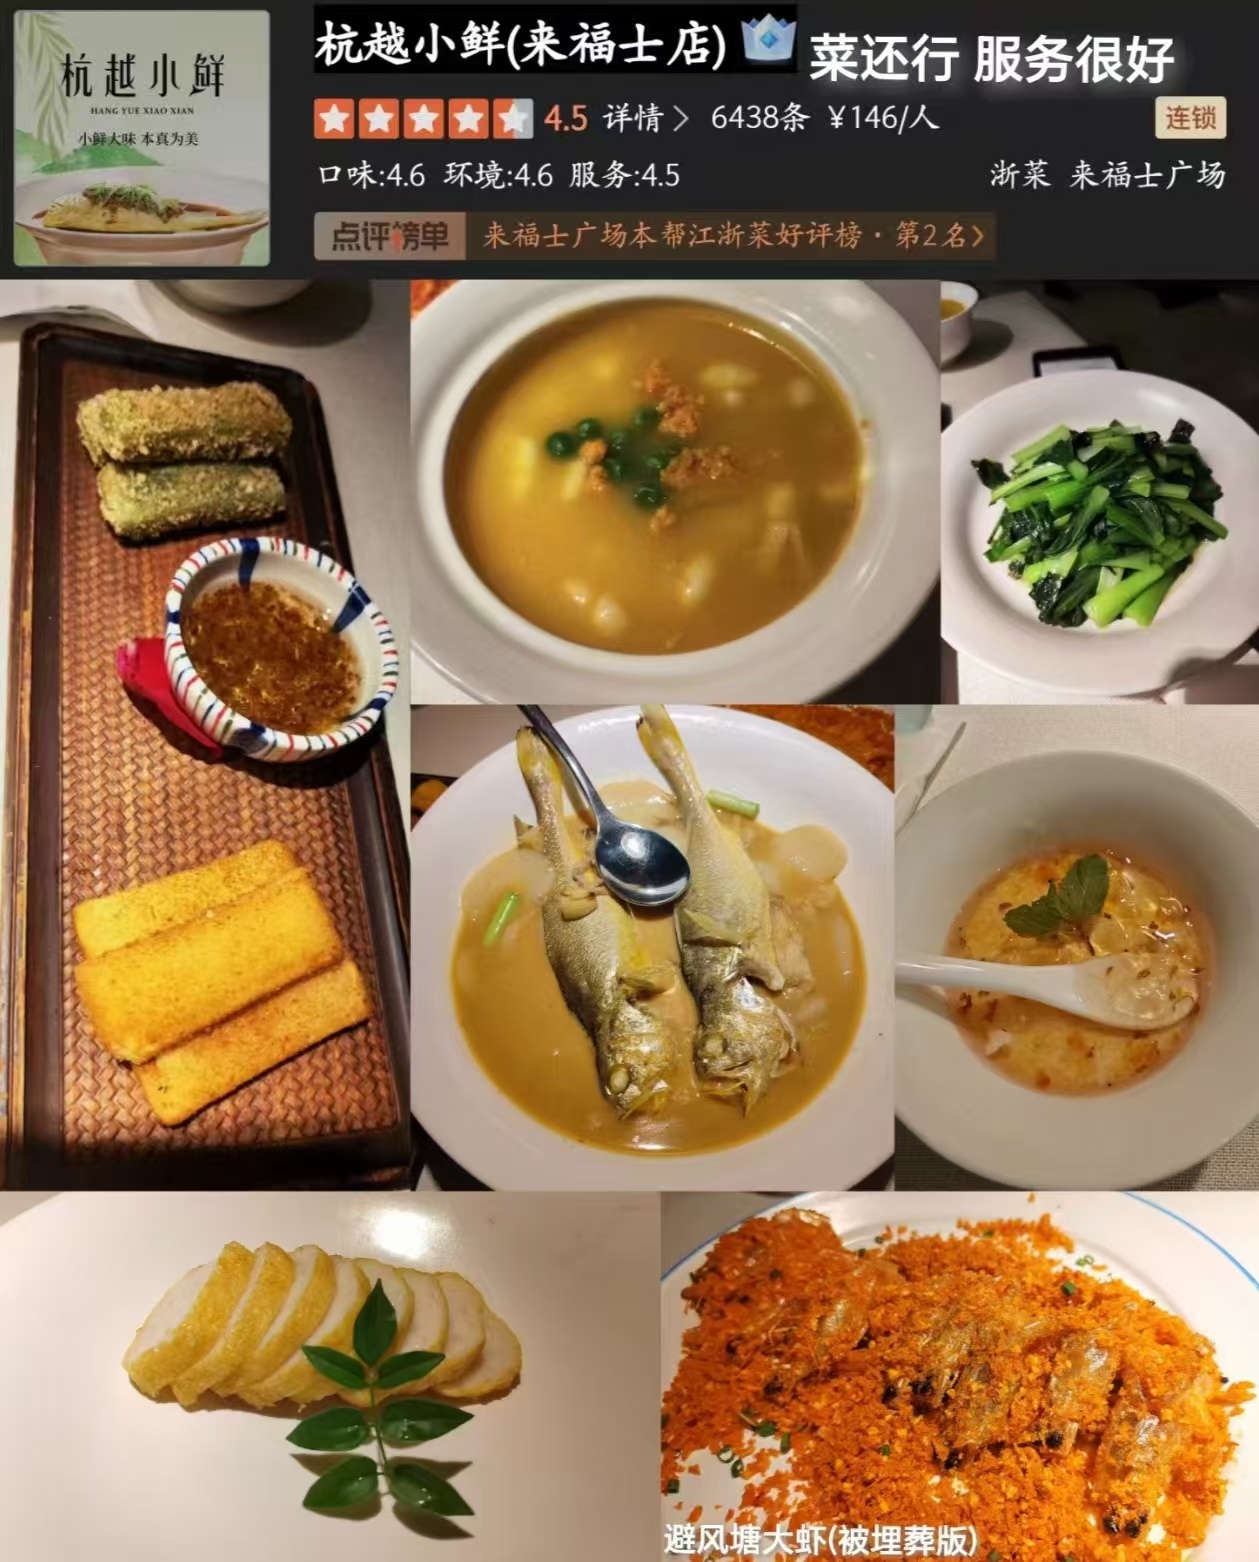 杭越小鲜
HANG YUE XIAO XIAN
小鲜大味 本真为美
杭越小鲜(来福士店)
菜还行 服务很好
4.5 详情 > 6438条 ¥146/人
连锁
口味:4.6 环境:4.6 服务:4.5
浙菜 来福士广场
点评榜单
来福士广场本帮江浙菜好评榜·第2名>
避风塘大虾(被埋葬版)